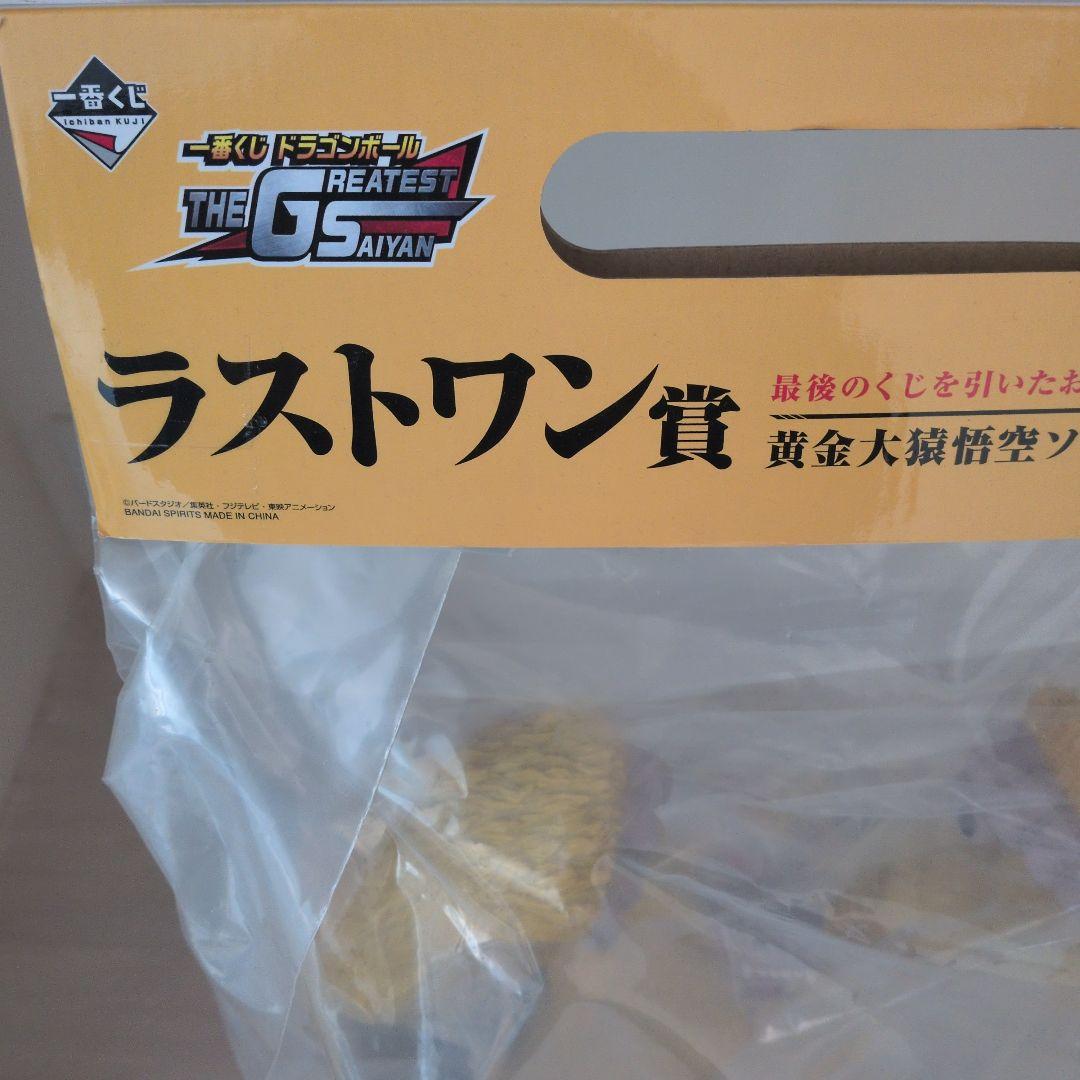 一番くじ
Ichiban KUJI
一番くじ ドラゴンボール
THE GREATEST SAIYAN
ラストワン賞
最後のくじを引いたお
黄金大猿悟空ソ
©バードスタジオ／集英社・フジテレビ・東映アニメーション
BANDAI SPIRITS MADE IN CHINA